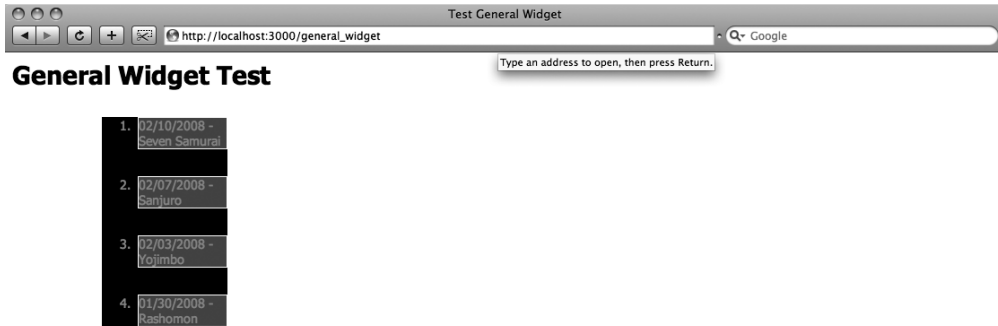 Test General Widget
http://localhost:3000/general_widget
Google
Type an address to open, then press Return.
General Widget Test
1. 02/10/2008 -
Seven Samurai
2. 02/07/2008 -
Sanjuro
3. 02/03/2008 -
Yojimbo
4. 01/30/2008 -
Rashomon